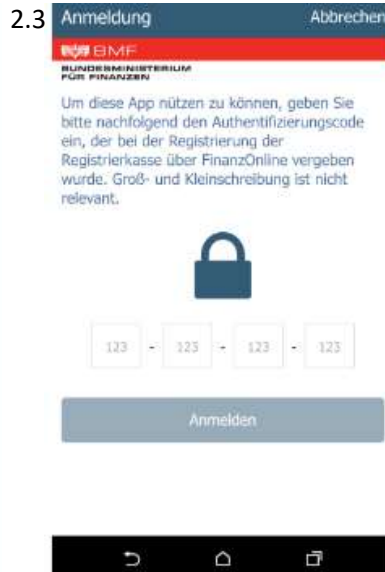 2.3
Anmeldung Abbrechen
BMF
BUNDESMINISTERIUM
FÜR FINANZEN
Um diese App nützen zu können, geben Sie
bitte nachfolgend den Authentifizierungscode
ein, der bei der Registrierung der
Registrierkasse über FinanzOnline vergeben
wurde. Groß- und Kleinschreibung ist nicht
relevant.
123 - 123 - 123 - 123
Anmelden